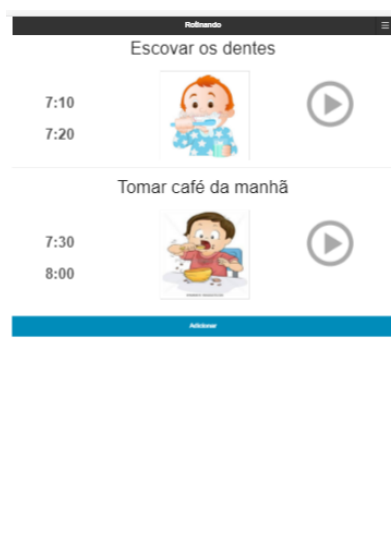 Rotinando
Escovar os dentes
7:10
7:20
Tomar café da manhã
7:30
8:00
Adicionar